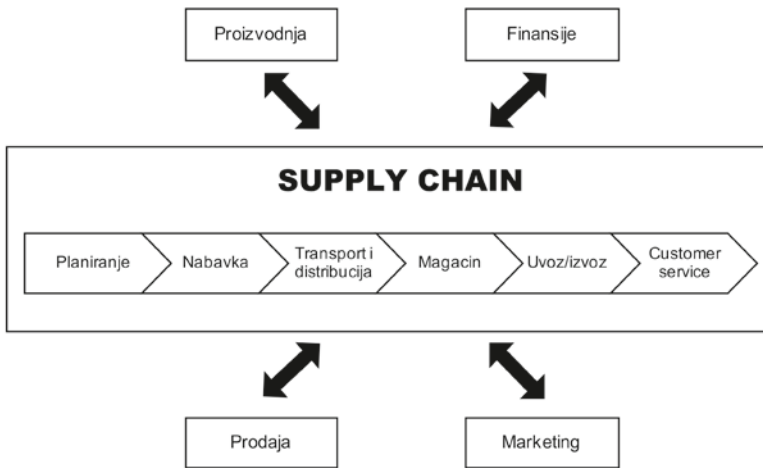 Proizvodnja
Finansije
SUPPLY CHAIN
Planiranje
Nabavka
Transport i
distribucija
Magacin
Uvoz/izvoz
Customer
service
Prodaja
Marketing